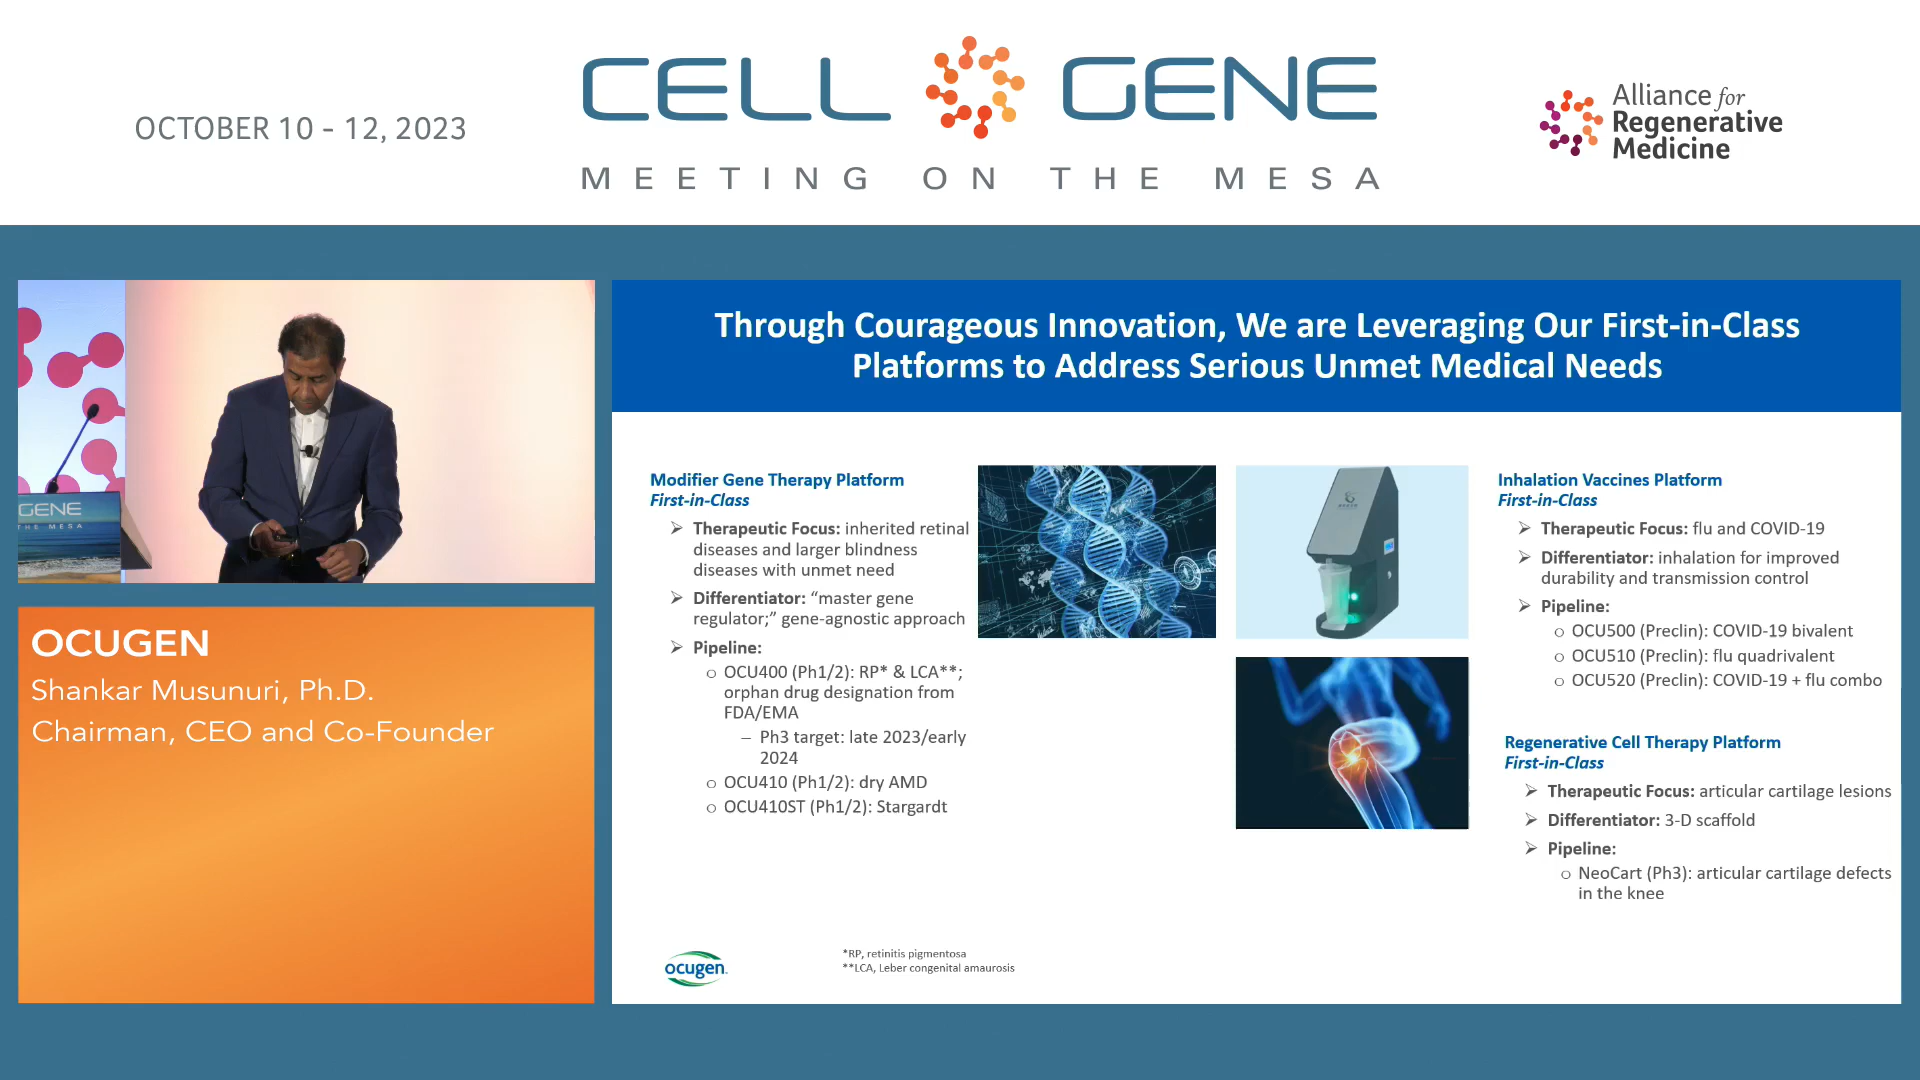 OCTOBER 10 - 12, 2023
CELL GENE
MEETING ON THE MESA
Alliance for
Regenerative
Medicine
GENE
THE MESA
OCUGEN
Shankar Musunuri, Ph.D.
Chairman, CEO and Co-Founder
Through Courageous Innovation, We are Leveraging Our First-in-Class
Platforms to Address Serious Unmet Medical Needs
Modifier Gene Therapy Platform
First-in-Class
➢ Therapeutic Focus: inherited retinal
diseases and larger blindness
diseases with unmet need
➢ Differentiator: “master gene
regulator;” gene-agnostic approach
➢ Pipeline:
o OCU400 (Ph1/2): RP* & LCA**;
orphan drug designation from
FDA/EMA
– Ph3 target: late 2023/early
2024
o OCU410 (Ph1/2): dry AMD
o OCU410ST (Ph1/2): Stargardt
Inhalation Vaccines Platform
First-in-Class
➢ Therapeutic Focus: flu and COVID-19
➢ Differentiator: inhalation for improved
durability and transmission control
➢ Pipeline:
o OCU500 (Preclin): COVID-19 bivalent
o OCU510 (Preclin): flu quadrivalent
o OCU520 (Preclin): COVID-19 + flu combo
Regenerative Cell Therapy Platform
First-in-Class
➢ Therapeutic Focus: articular cartilage lesions
➢ Differentiator: 3-D scaffold
➢ Pipeline:
o NeoCart (Ph3): articular cartilage defects
in the knee
ocugen.
*RP, retinitis pigmentosa
**LCA, Leber congenital amaurosis